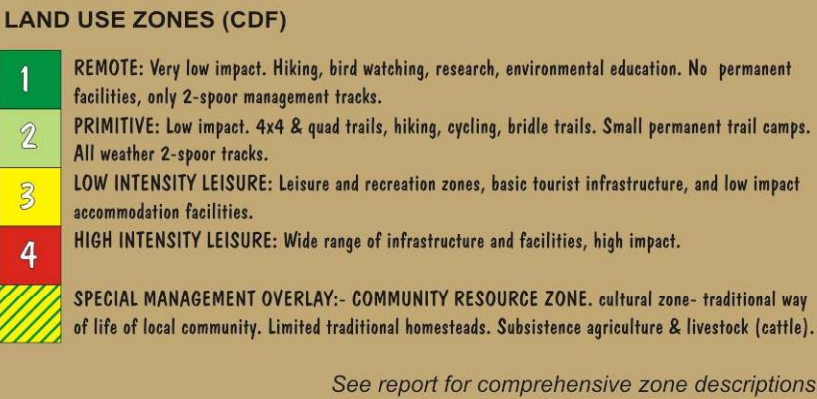 LAND USE ZONES (CDF)
1
REMOTE: Very low impact. Hiking, bird watching, research, environmental education. No permanent
facilities, only 2-spoor management tracks.
2
PRIMITIVE: Low impact. 4x4 & quad trails, hiking, cycling, bridle trails. Small permanent trail camps.
All weather 2-spoor tracks.
3
LOW INTENSITY LEISURE: Leisure and recreation zones, basic tourist infrastructure, and low impact
accommodation facilities.
4
HIGH INTENSITY LEISURE: Wide range of infrastructure and facilities, high impact.
SPECIAL MANAGEMENT OVERLAY:- COMMUNITY RESOURCE ZONE. cultural zone- traditional way
of life of local community. Limited traditional homesteads. Subsistence agriculture & livestock (cattle).
See report for comprehensive zone descriptions